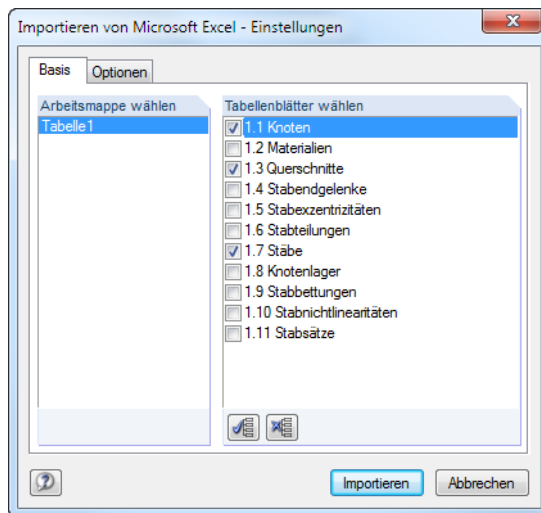 Importieren von Microsoft Excel - Einstellungen
Basis
Optionen
Arbeitsmappe wählen
Tabelle1
Tabellenblätter wählen
1.1 Knoten
1.2 Materialien
1.3 Querschnitte
1.4 Stabendgelenke
1.5 Stabexzentrizitäten
1.6 Stabteilungen
1.7 Stäbe
1.8 Knotenlager
1.9 Stabbettungen
1.10 Stabnichtlinearitäten
1.11 Stabsätze
Importieren
Abbrechen